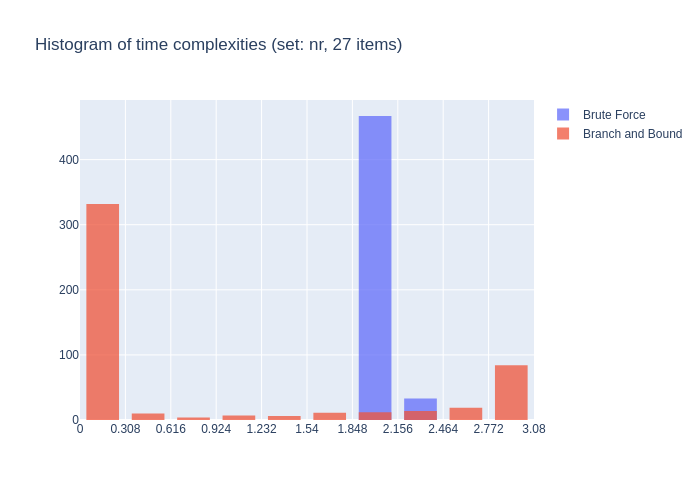 Histogram of time complexities (set: nr, 27 items)
Brute Force
Branch and Bound
400
300
200
100
0
0 0.308 0.616 0.924 1.232 1.54 1.848 2.156 2.464 2.772 3.08